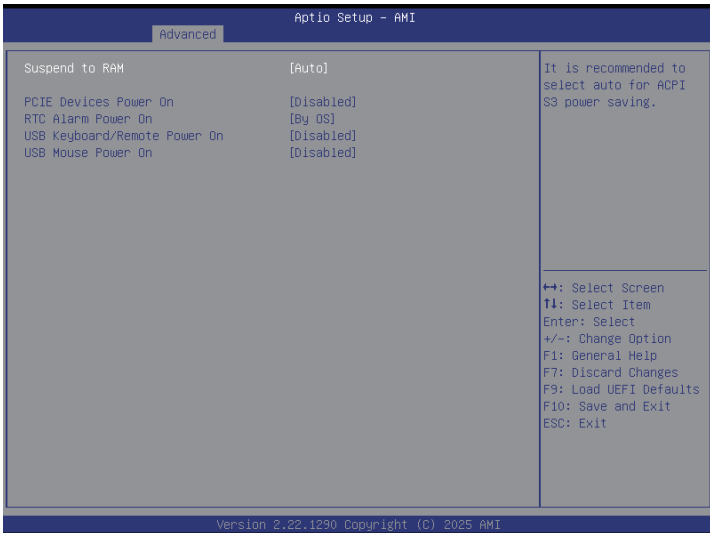 Aptio Setup – AMI
Advanced
Suspend to RAM [Auto]
PCIE Devices Power On [Disabled]
RTC Alarm Power On [By OS]
USB Keyboard/Remote Power On [Disabled]
USB Mouse Power On [Disabled]
It is recommended to
select auto for ACPI
S3 power saving.
↔: Select Screen
↑↓: Select Item
Enter: Select
+/-: Change Option
F1: General Help
F7: Discard Changes
F9: Load UEFI Defaults
F10: Save and Exit
ESC: Exit
Version 2.22.1290 Copyright (C) 2025 AMI